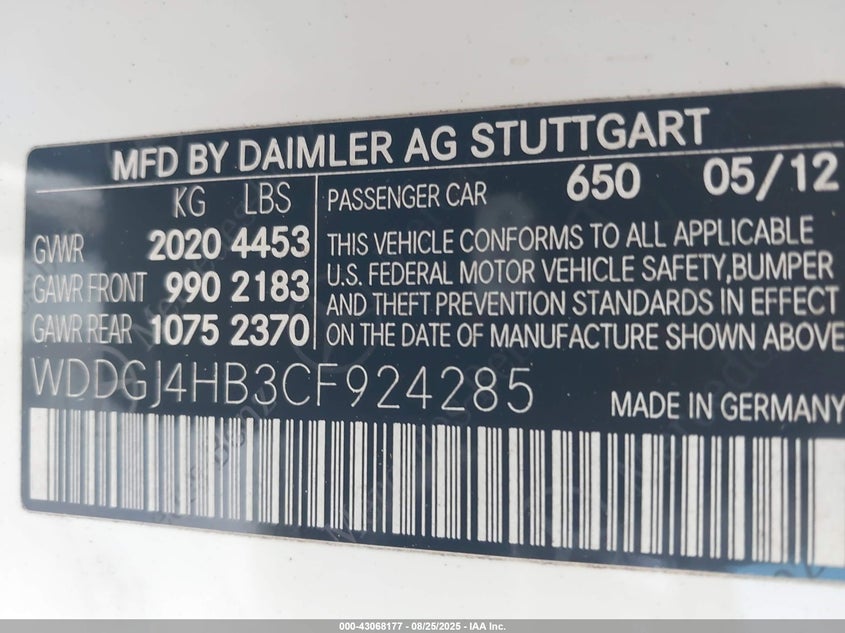 MFD BY DAIMLER AG STUTTGART
KG LBS
GVWR 2020 4453
GAWR FRONT 990 2183
GAWR REAR 1075 2370
PASSENGER CAR 650 05/12
THIS VEHICLE CONFORMS TO ALL APPLICABLE
U.S. FEDERAL MOTOR VEHICLE SAFETY,BUMPER
AND THEFT PREVENTION STANDARDS IN EFFECT
ON THE DATE OF MANUFACTURE SHOWN ABOVE
WDDGJ4HB3CF924285
MADE IN GERMANY
000-43068177 - 08/25/2025 - IAA Inc.